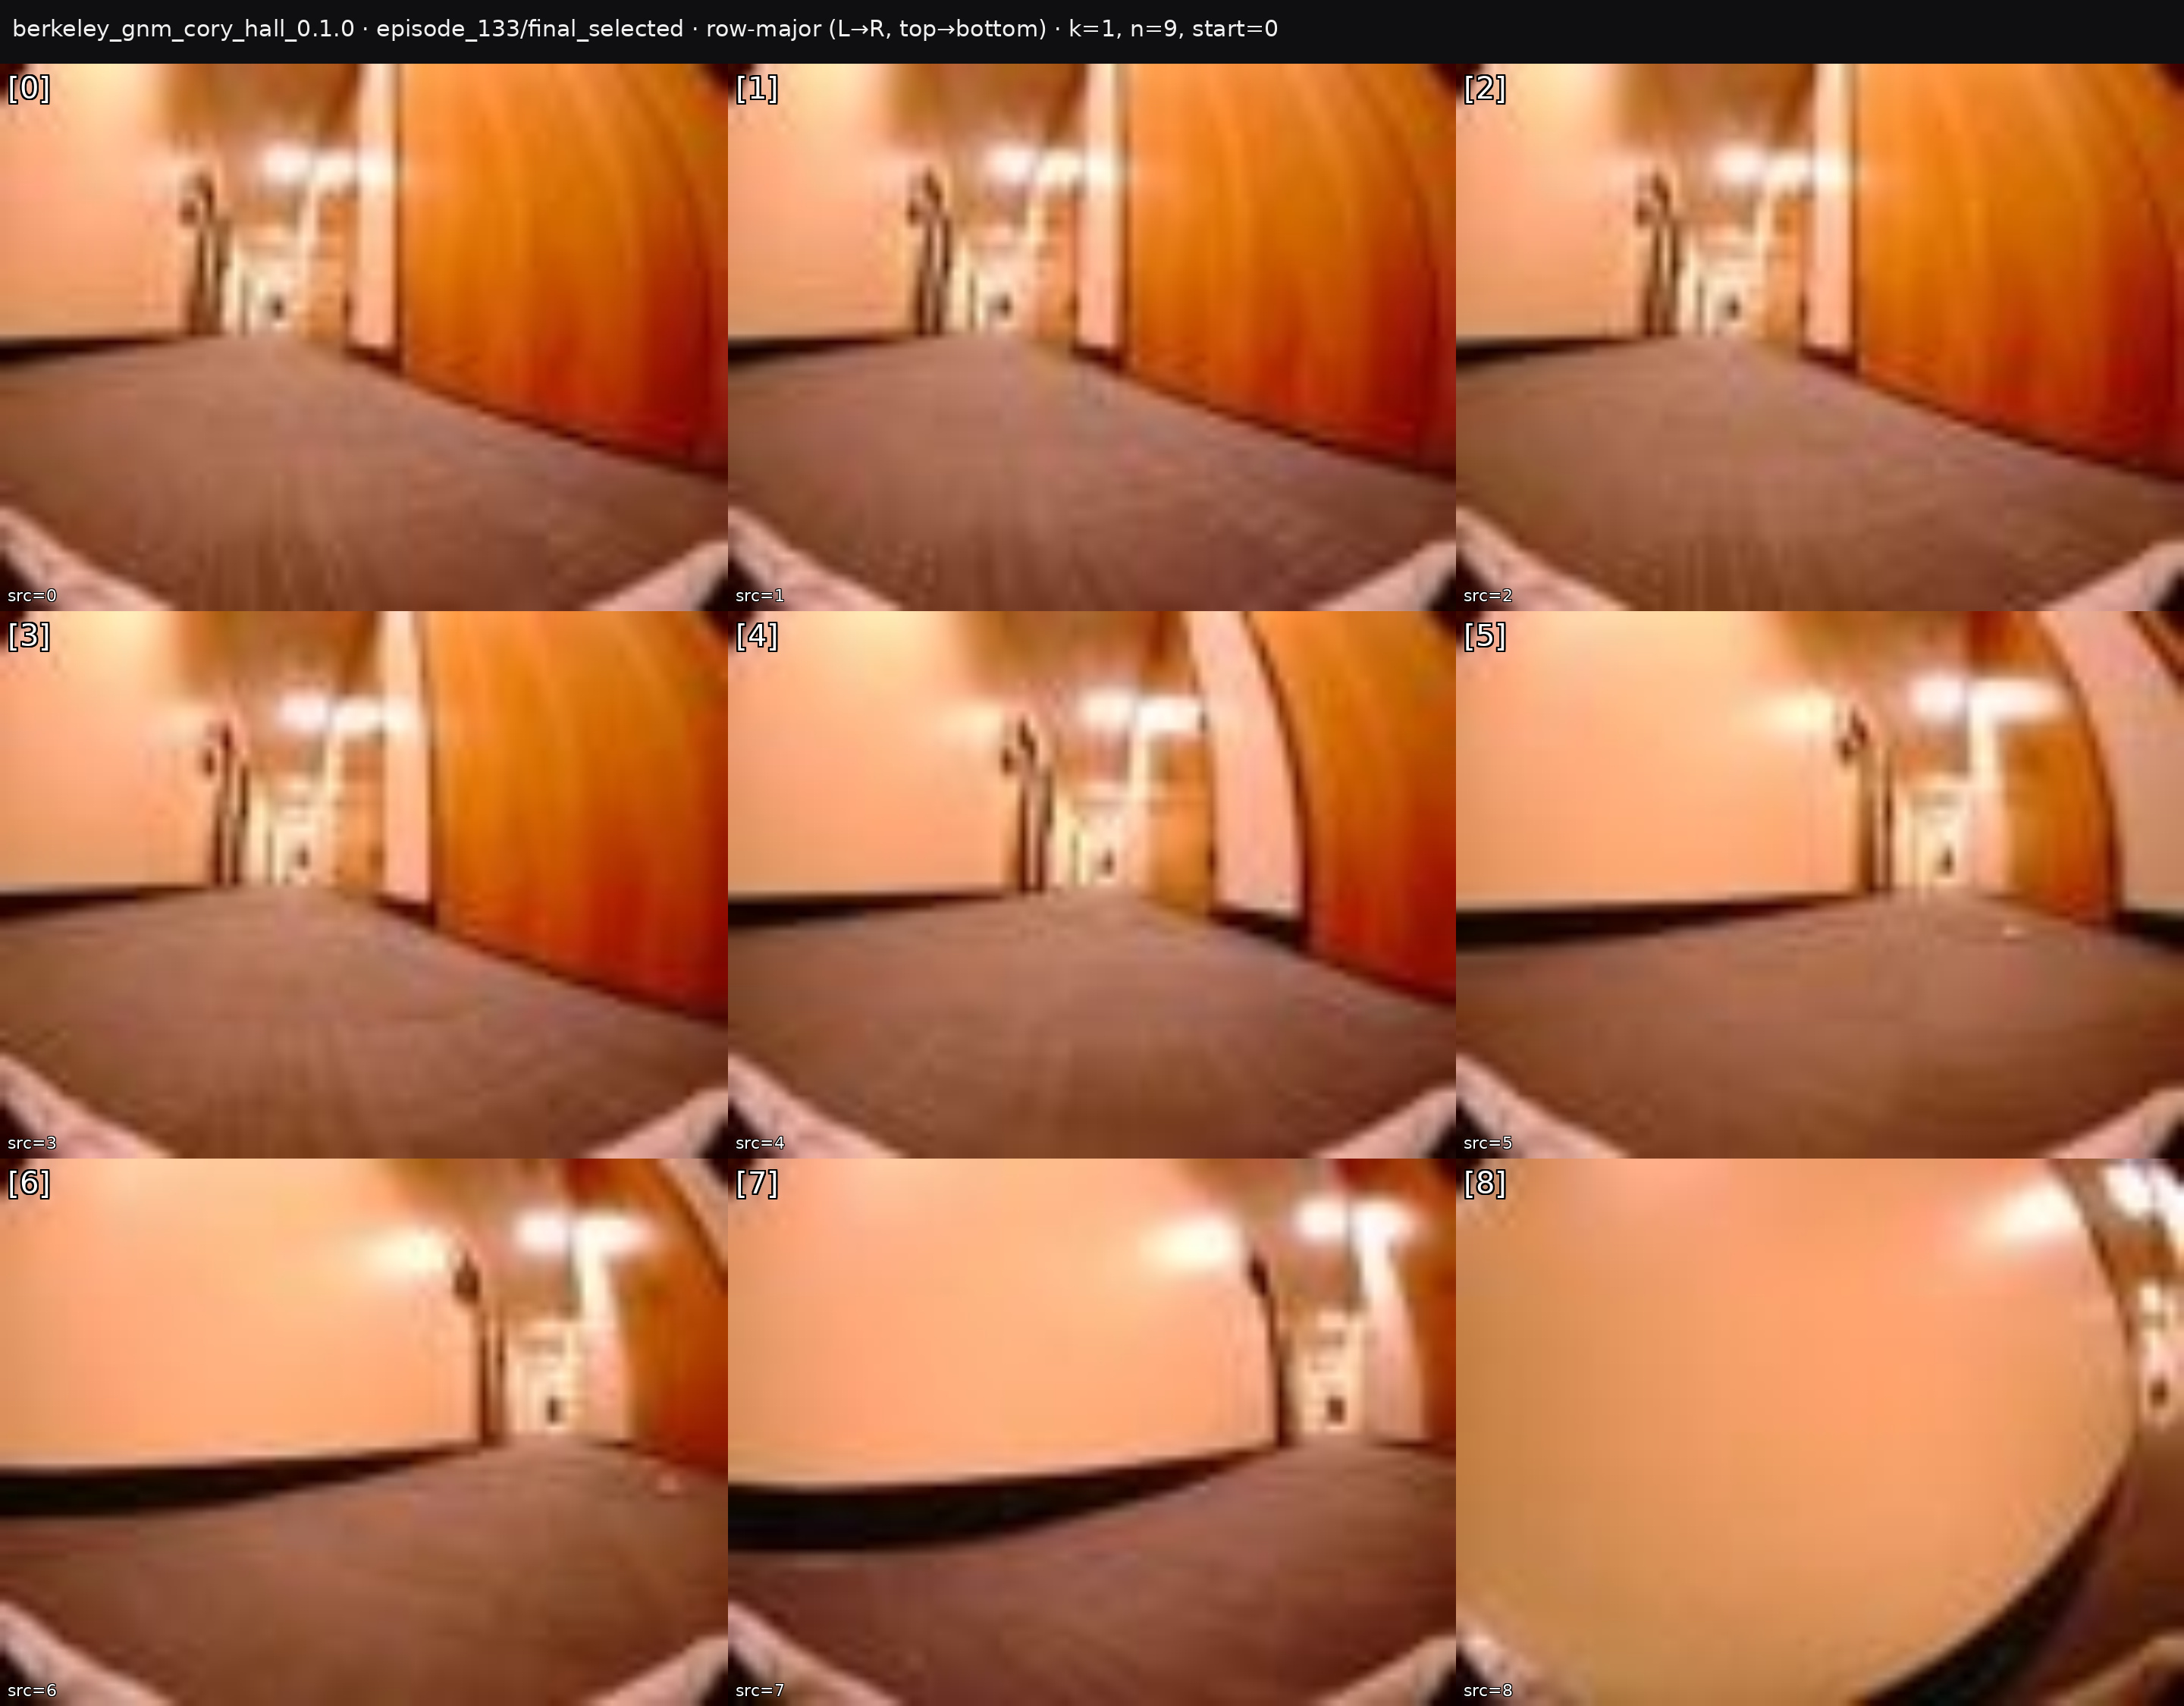 berkeley_gnm_cory_hall_0.1.0 · episode_133/final_selected · row-major (L→R, top→bottom) · k=1, n=9, start=0
[0]
[1]
[2]
src=0
src=1
src=2
[3]
[4]
[5]
src=3
src=4
src=5
[6]
[7]
[8]
src=6
src=7
src=8